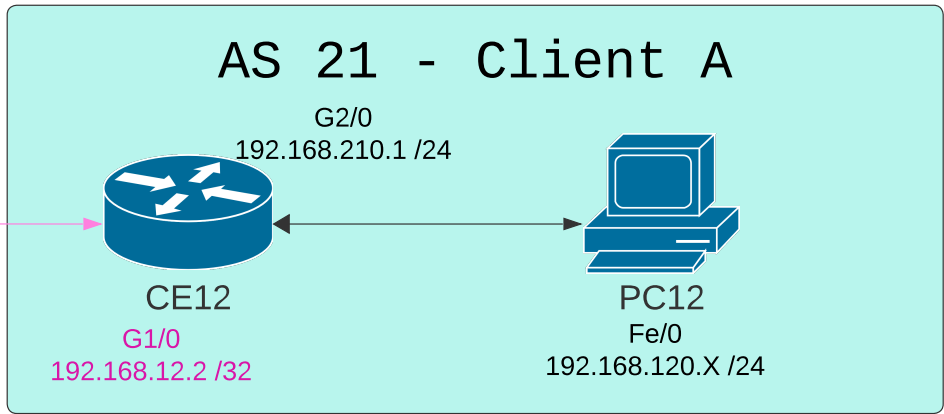 AS 21 - Client A
G2/0
192.168.210.1 /24
CE12
G1/0
192.168.12.2 /32
PC12
Fe/0
192.168.120.X /24